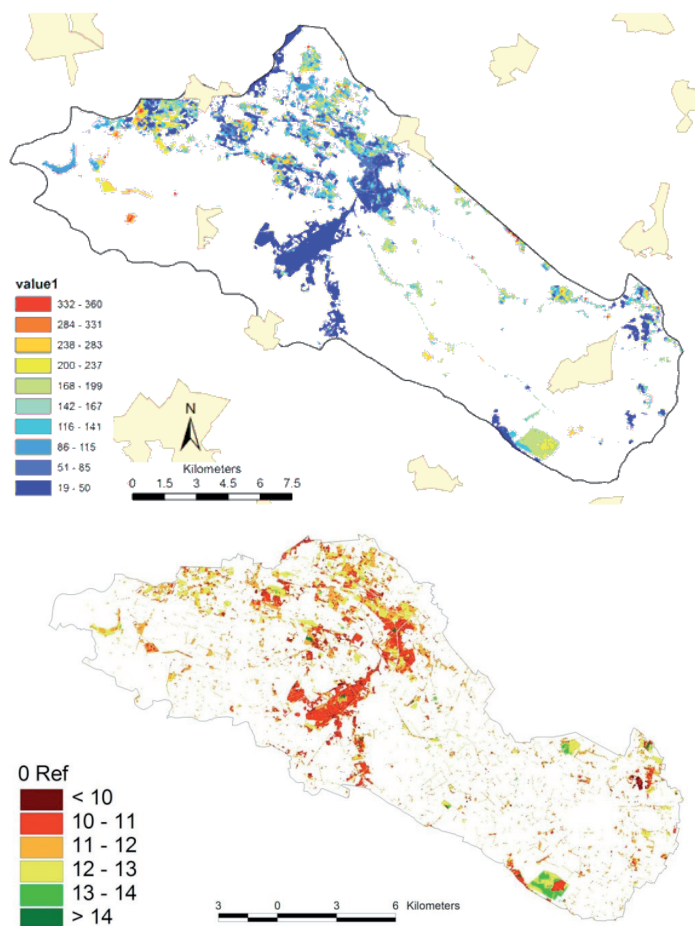 value1
332 - 360
284 - 331
238 - 283
200 - 237
168 - 199
142 - 167
116 - 141
86 - 115
51 - 85
19 - 50
N
Kilometers
0 1.5 3 4.5 6 7.5
0 Ref
< 10
10 - 11
11 - 12
12 - 13
13 - 14
> 14
Kilometers
3 0 3 6